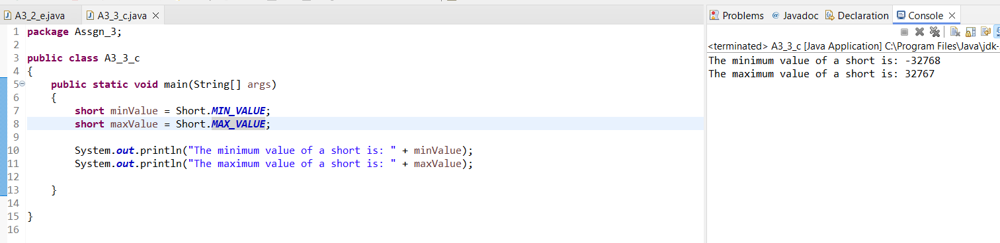 A3_2_e.java
A3_3_c.java
1 package Assgn_3;
2
3 public class A3_3_c
4 {
5 public static void main(String[] args)
6 {
7 short minValue = Short.MIN_VALUE;
8 short maxValue = Short.MAX_VALUE;
9
10 System.out.println("The minimum value of a short is: " + minValue);
11 System.out.println("The maximum value of a short is: " + maxValue);
12
13 }
14
15 }
16
Problems @ Javadoc Declaration Console
<terminated> A3_3_c [Java Application] C:\Program Files\Java\jdk-
The minimum value of a short is: -32768
The maximum value of a short is: 32767